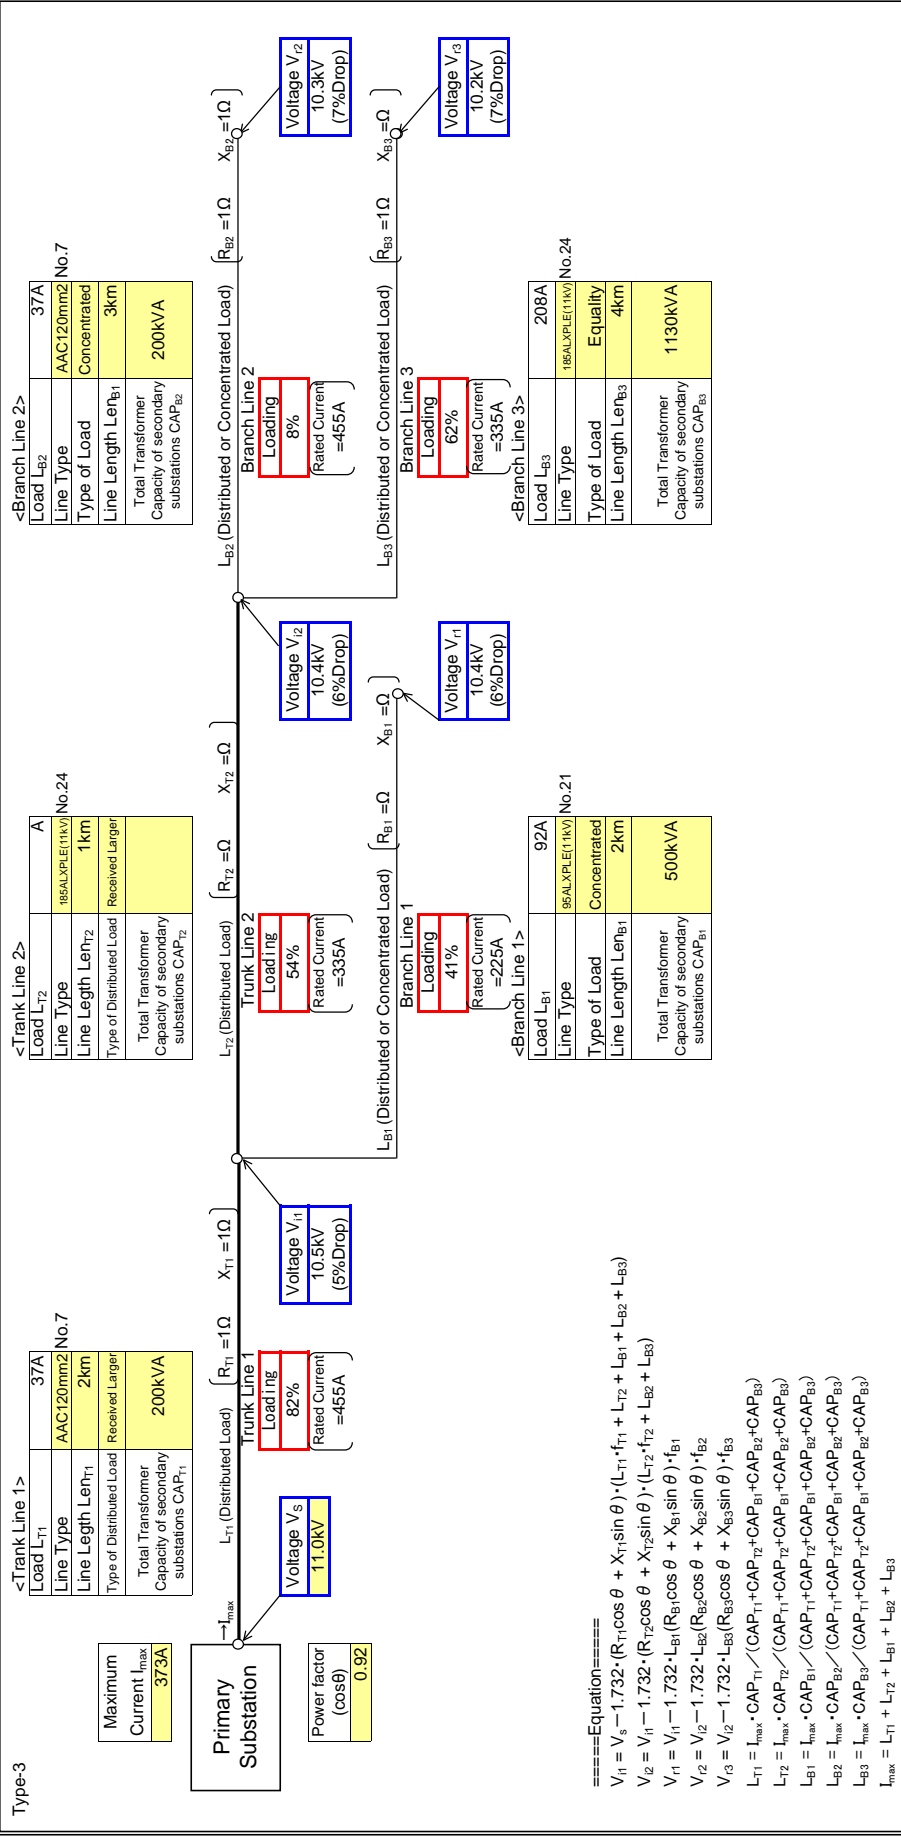 Type-3
Maximum
Current Imax
373A
Primary
Substation
Power factor
(cosθ)
0.92
→Imax
Voltage VS
11.0kV
<Trank Line 1>
Load LT1 37A
Line Type AAC120mm2 No.7
Line Legth LenT1 2km
Type of Distributed Load Received Larger
Total Transformer
Capacity of secondary
substations CAPT1
200kVA
LT1 (Distributed Load)
RT1 =1Ω XT1 =1Ω
Trunk Line 1
Loading
82%
Rated Current
=455A
Voltage Vi1
10.5kV
(5%Drop)
<Trank Line 2>
Load LT2 A
Line Type 185ALXPLE(11kV) No.24
Line Legth LenT2 1km
Type of Distributed Load Received Larger
Total Transformer
Capacity of secondary
substations CAPT2
LT2 (Distributed Load)
RT2 =Ω XT2 =Ω
Trunk Line 2
Loading
54%
Rated Current
=335A
Voltage Vi2
10.4kV
(6%Drop)
LB1 (Distributed or Concentrated Load)
RB1 =Ω XB1 =Ω
Branch Line 1
Loading
41%
Rated Current
=225A
Voltage Vr1
10.4kV
(6%Drop)
<Branch Line 1>
Load LB1 92A
Line Type 95ALXPLE(11kV) No.21
Type of Load Concentrated
Line Length LenB1 2km
Total Transformer
Capacity of secondary
substations CAPB1
500kVA
<Branch Line 2>
Load LB2 37A
Line Type AAC120mm2 No.7
Type of Load Concentrated
Line Length LenB1 3km
Total Transformer
Capacity of secondary
substations CAPB2
200kVA
LB2 (Distributed or Concentrated Load)
RB2 =1Ω XB2 =1Ω
Branch Line 2
Loading
8%
Rated Current
=455A
Voltage Vr2
10.3kV
(7%Drop)
LB3 (Distributed or Concentrated Load)
RB3 =1Ω XB3 =Ω
Branch Line 3
Loading
62%
Rated Current
=335A
Voltage Vr3
10.2kV
(7%Drop)
<Branch Line 3>
Load LB3 208A
Line Type 185ALXPLE(11kV) No.24
Type of Load Equality
Line Length LenB3 4km
Total Transformer
Capacity of secondary
substations CAPB3
1130kVA
=====Equation=====
Vi1 = Vs－1.732･(RT1cos θ + XT1sin θ)･(LT1･fT1 + LT2 + LB1 + LB2 + LB3)
Vi2 = Vi1－1.732･(RT2cos θ + XT2sin θ)･(LT2･fT2 + LB2 + LB3)
Vr1 = Vi1－1.732･LB1(RB1cos θ + XB1sin θ)･fB1
Vr2 = Vi2－1.732･LB2(RB2cos θ + XB2sin θ)･fB2
Vr3 = Vi2－1.732･LB3(RB3cos θ + XB3sin θ)･fB3
LT1 = Imax･CAPT1／(CAPT1+CAPT2+CAPB1+CAPB2+CAPB3)
LT2 = Imax･CAPT2／(CAPT1+CAPT2+CAPB1+CAPB2+CAPB3)
LB1 = Imax･CAPB1／(CAPT1+CAPT2+CAPB1+CAPB2+CAPB3)
LB2 = Imax･CAPB2／(CAPT1+CAPT2+CAPB1+CAPB2+CAPB3)
LB3 = Imax･CAPB3／(CAPT1+CAPT2+CAPB1+CAPB2+CAPB3)
Imax = LT1 + LT2 + LB1 + LB2 + LB3